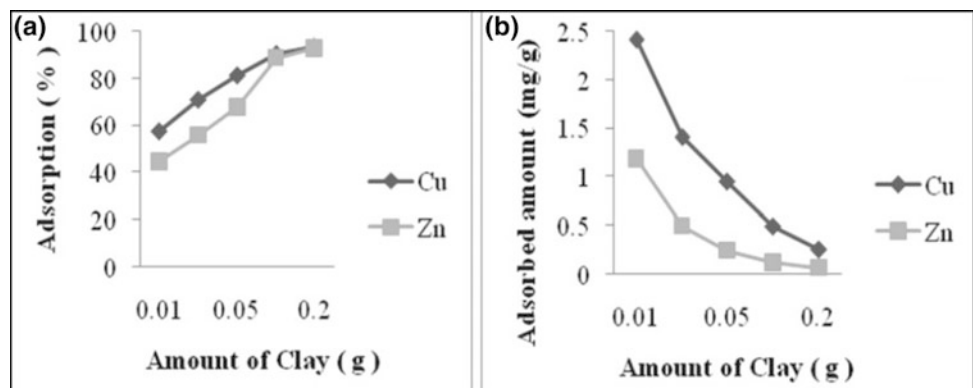 (a)
100
80
60
40
20
0
Adsorption ( % )
0.01 0.05 0.2
Amount of Clay ( g )
Cu
Zn
(b)
2.5
2
1.5
1
0.5
0
Adsorbed amount (mg/g)
0.01 0.05 0.2
Amount of Clay ( g )
Cu
Zn